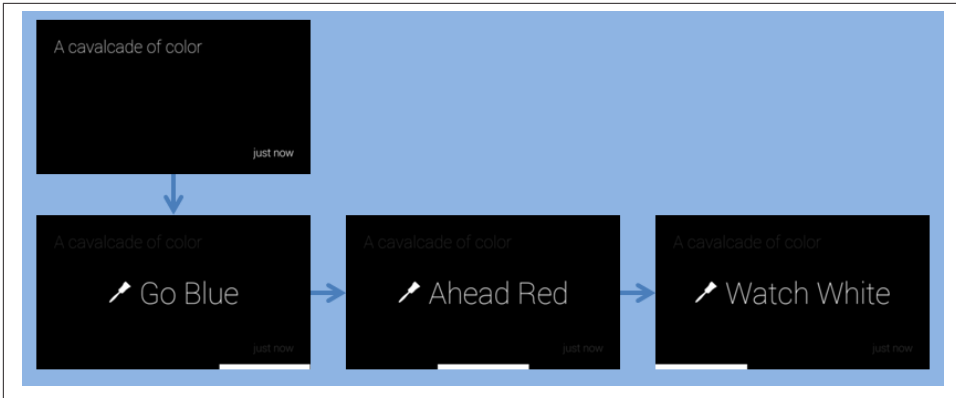 A cavalcade of color
just now
A cavalcade of color
Go Blue
just now
A cavalcade of color
Ahead Red
just now
A cavalcade of color
Watch White
just now